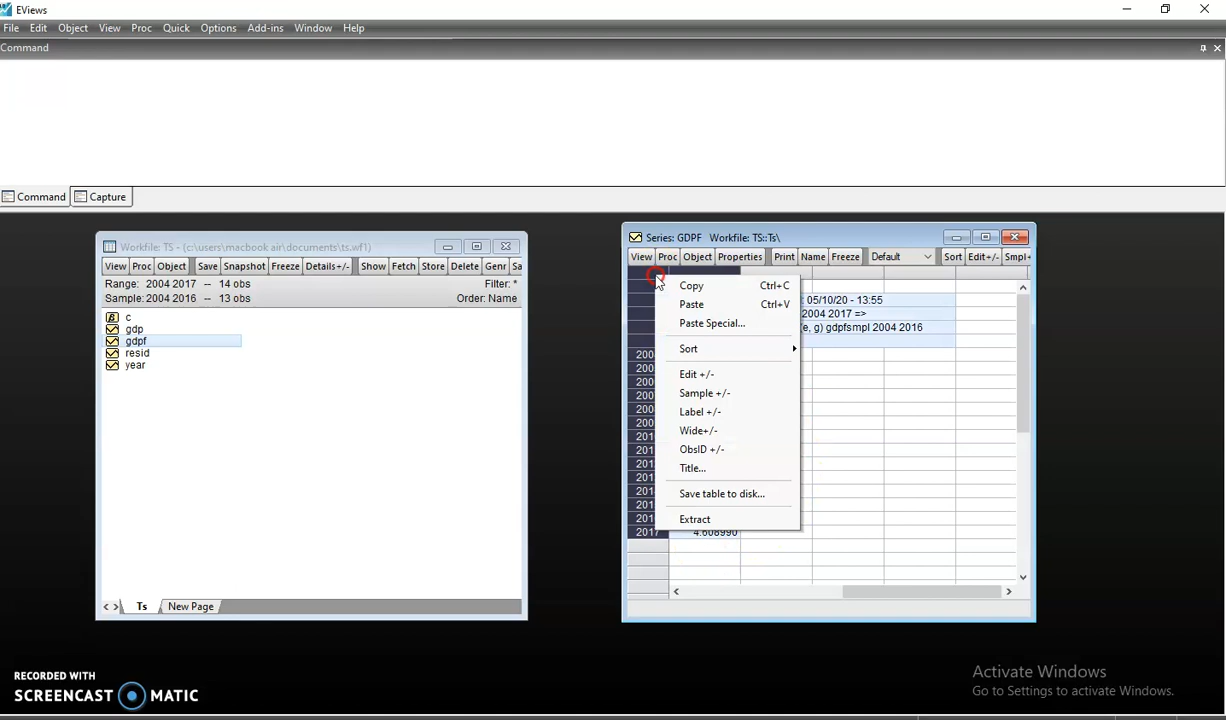 EViews
File Edit Object View Proc Quick Options Add-ins Window Help
Command
Command Capture
Workfile: TS - (c:\users\macbook air\documents\ts.wf1)
View Proc Object Save Snapshot Freeze Details+/- Show Fetch Store Delete Genr Sa
Range: 2004 2017 -- 14 obs Filter: *
Sample: 2004 2016 -- 13 obs Order: Name
c
gdp
gdpf
resid
year
Ts New Page
Series: GDPF Workfile: TS::Ts\
View Proc Object Properties Print Name Freeze Default Sort Edit+/- Smpl+
: 05/10/20 - 13:55
2004 2017 =>
(e, g) gdpfsmpl 2004 2016
Copy Ctrl+C
Paste Ctrl+V
Paste Special...
Sort
Edit +/-
Sample +/-
Label +/-
Wide+/-
ObsID +/-
Title...
Save table to disk...
Extract
2017 4.608990
RECORDED WITH
SCREENCAST MATIC
Activate Windows
Go to Settings to activate Windows.